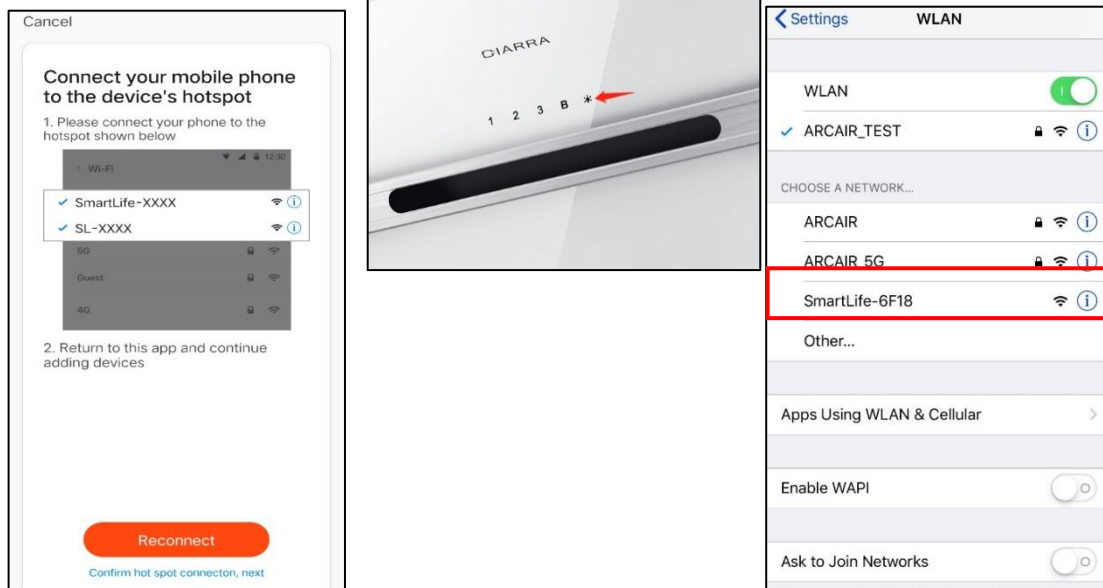 Cancel
Connect your mobile phone
to the device's hotspot
1. Please connect your phone to the
hotspot shown below
12:30
Wi-Fi
SmartLife-XXXX
SL-XXXX
5G
Guest
4G
2. Return to this app and continue
adding devices
Reconnect
Confirm hot spot connecton, next
CIARRA
1 2 3 B *
Settings WLAN
WLAN
ARCAIR_TEST
CHOOSE A NETWORK...
ARCAIR
ARCAIR_5G
SmartLife-6F18
Other...
Apps Using WLAN & Cellular
Enable WAPI
Ask to Join Networks